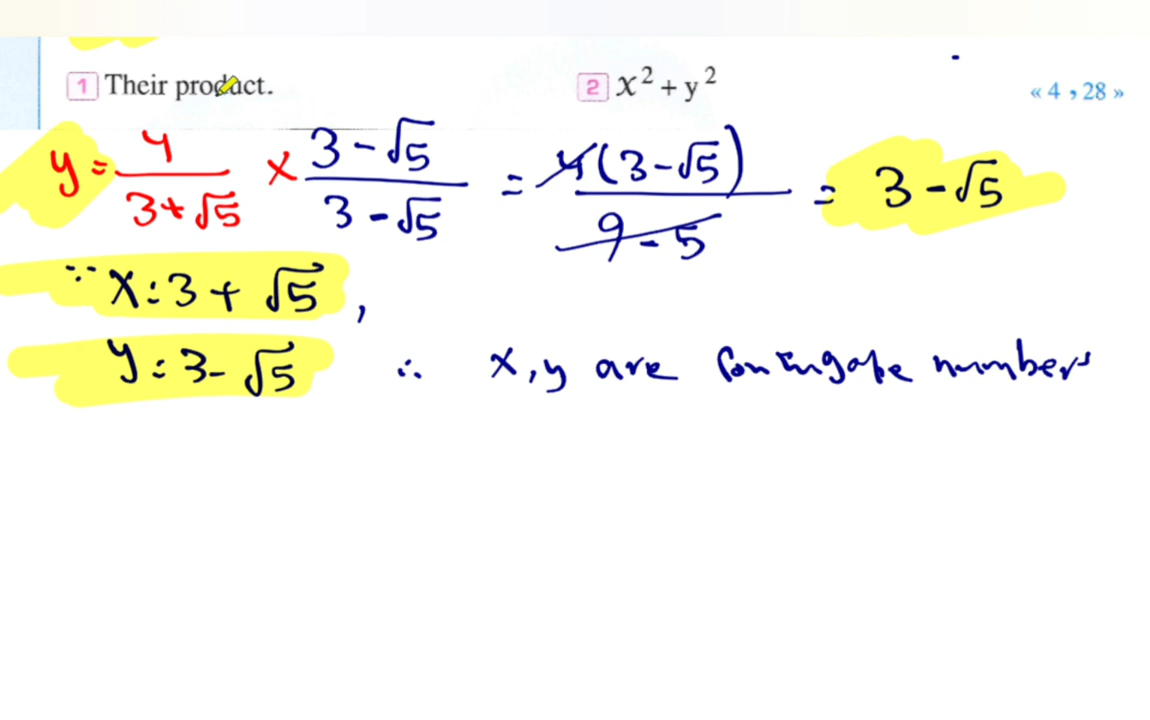 1 Their product. 2 x² + y² « 4 , 28 »
y = 4/(3+√5) × (3-√5)/(3-√5) = 4(3-√5)/(9-5) = 3-√5
∵ x = 3 + √5 ,
y = 3 - √5 ∴ x, y are Conjugate numbers